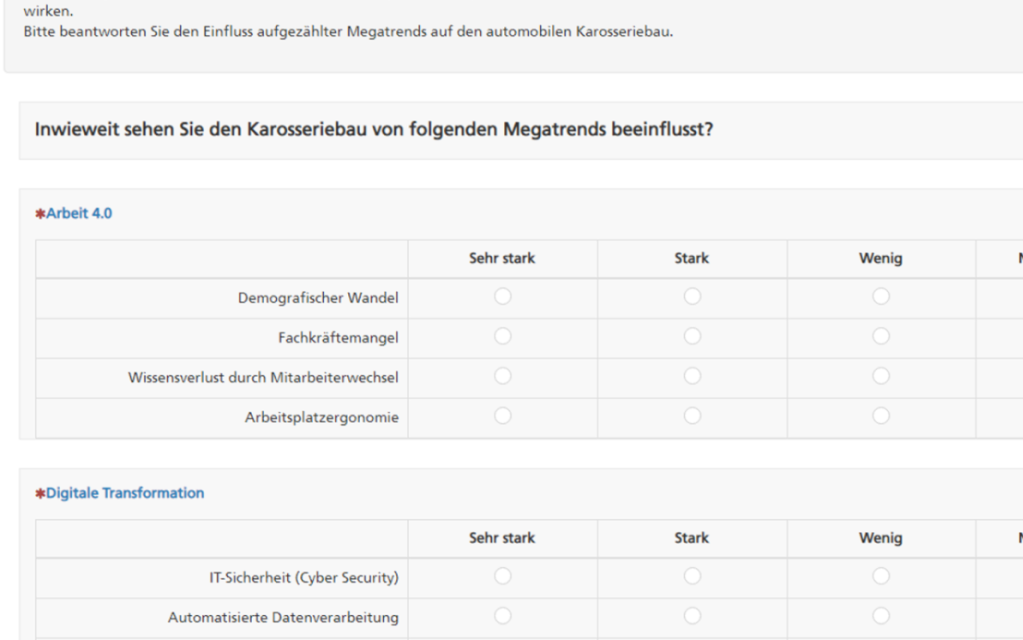 wirken.
Bitte beantworten Sie den Einfluss aufgezählter Megatrends auf den automobilen Karosseriebau.
Inwieweit sehen Sie den Karosseriebau von folgenden Megatrends beeinflusst?
✱Arbeit 4.0
Sehr stark Stark Wenig
Demografischer Wandel
Fachkräftemangel
Wissensverlust durch Mitarbeiterwechsel
Arbeitsplatzergonomie
✱Digitale Transformation
Sehr stark Stark Wenig
IT-Sicherheit (Cyber Security)
Automatisierte Datenverarbeitung